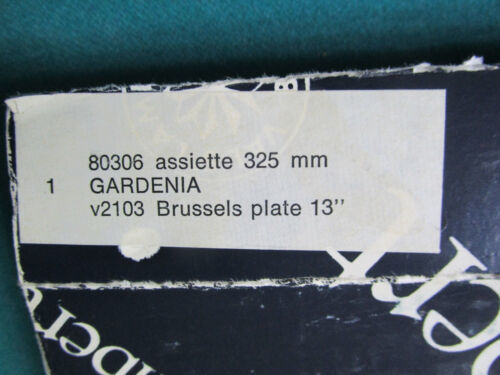 80306 assiette 325 mm
1 GARDENIA
v2103 Brussels plate 13''